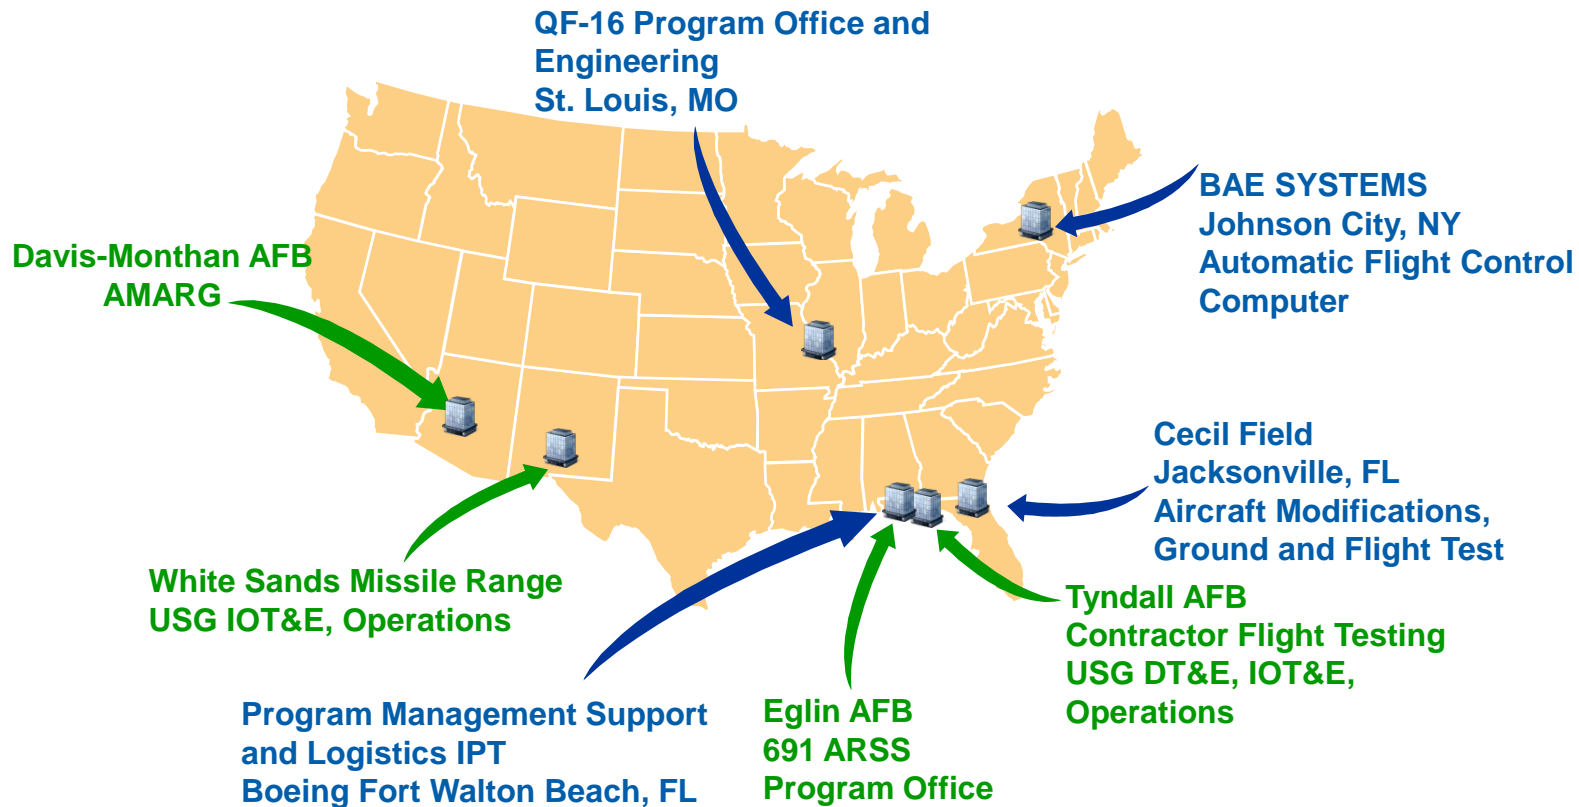 QF-16 Program Office and
Engineering
St. Louis, MO
BAE SYSTEMS
Johnson City, NY
Automatic Flight Control
Computer
Davis-Monthan AFB
AMARG
Cecil Field
Jacksonville, FL
Aircraft Modifications,
Ground and Flight Test
White Sands Missile Range
USG IOT&E, Operations
Tyndall AFB
Contractor Flight Testing
USG DT&E, IOT&E,
Operations
Program Management Support
and Logistics IPT
Boeing Fort Walton Beach, FL
Eglin AFB
691 ARSS
Program Office